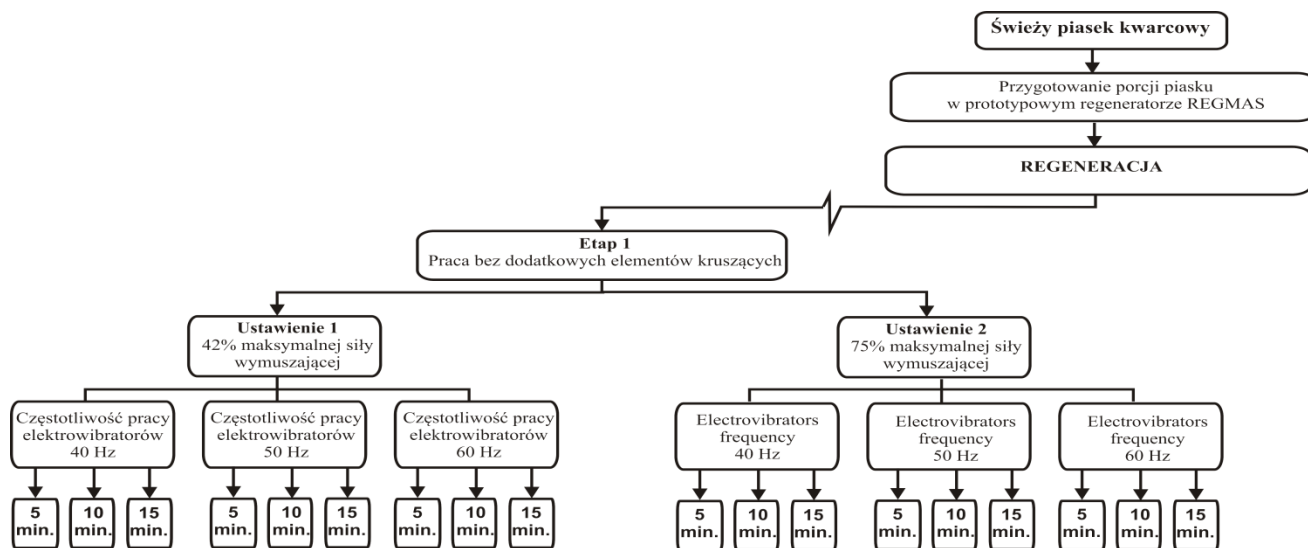 Świeży piasek kwarcowy
Przygotowanie porcji piasku
w prototypowym regeneratorze REGMAS
REGENERACJA
Etap 1
Praca bez dodatkowych elementów kruszących
Ustawienie 1
42% maksymalnej siły
wymuszającej
Ustawienie 2
75% maksymalnej siły
wymuszającej
Częstotliwość pracy
elektrowibratorów
40 Hz
Częstotliwość pracy
elektrowibratorów
50 Hz
Częstotliwość pracy
elektrowibratorów
60 Hz
Electrovibrators
frequency
40 Hz
Electrovibrators
frequency
50 Hz
Electrovibrators
frequency
60 Hz
5
min.
10
min.
15
min.
5
min.
10
min.
15
min.
5
min.
10
min.
15
min.
5
min.
10
min.
15
min.
5
min.
10
min.
15
min.
5
min.
10
min.
15
min.